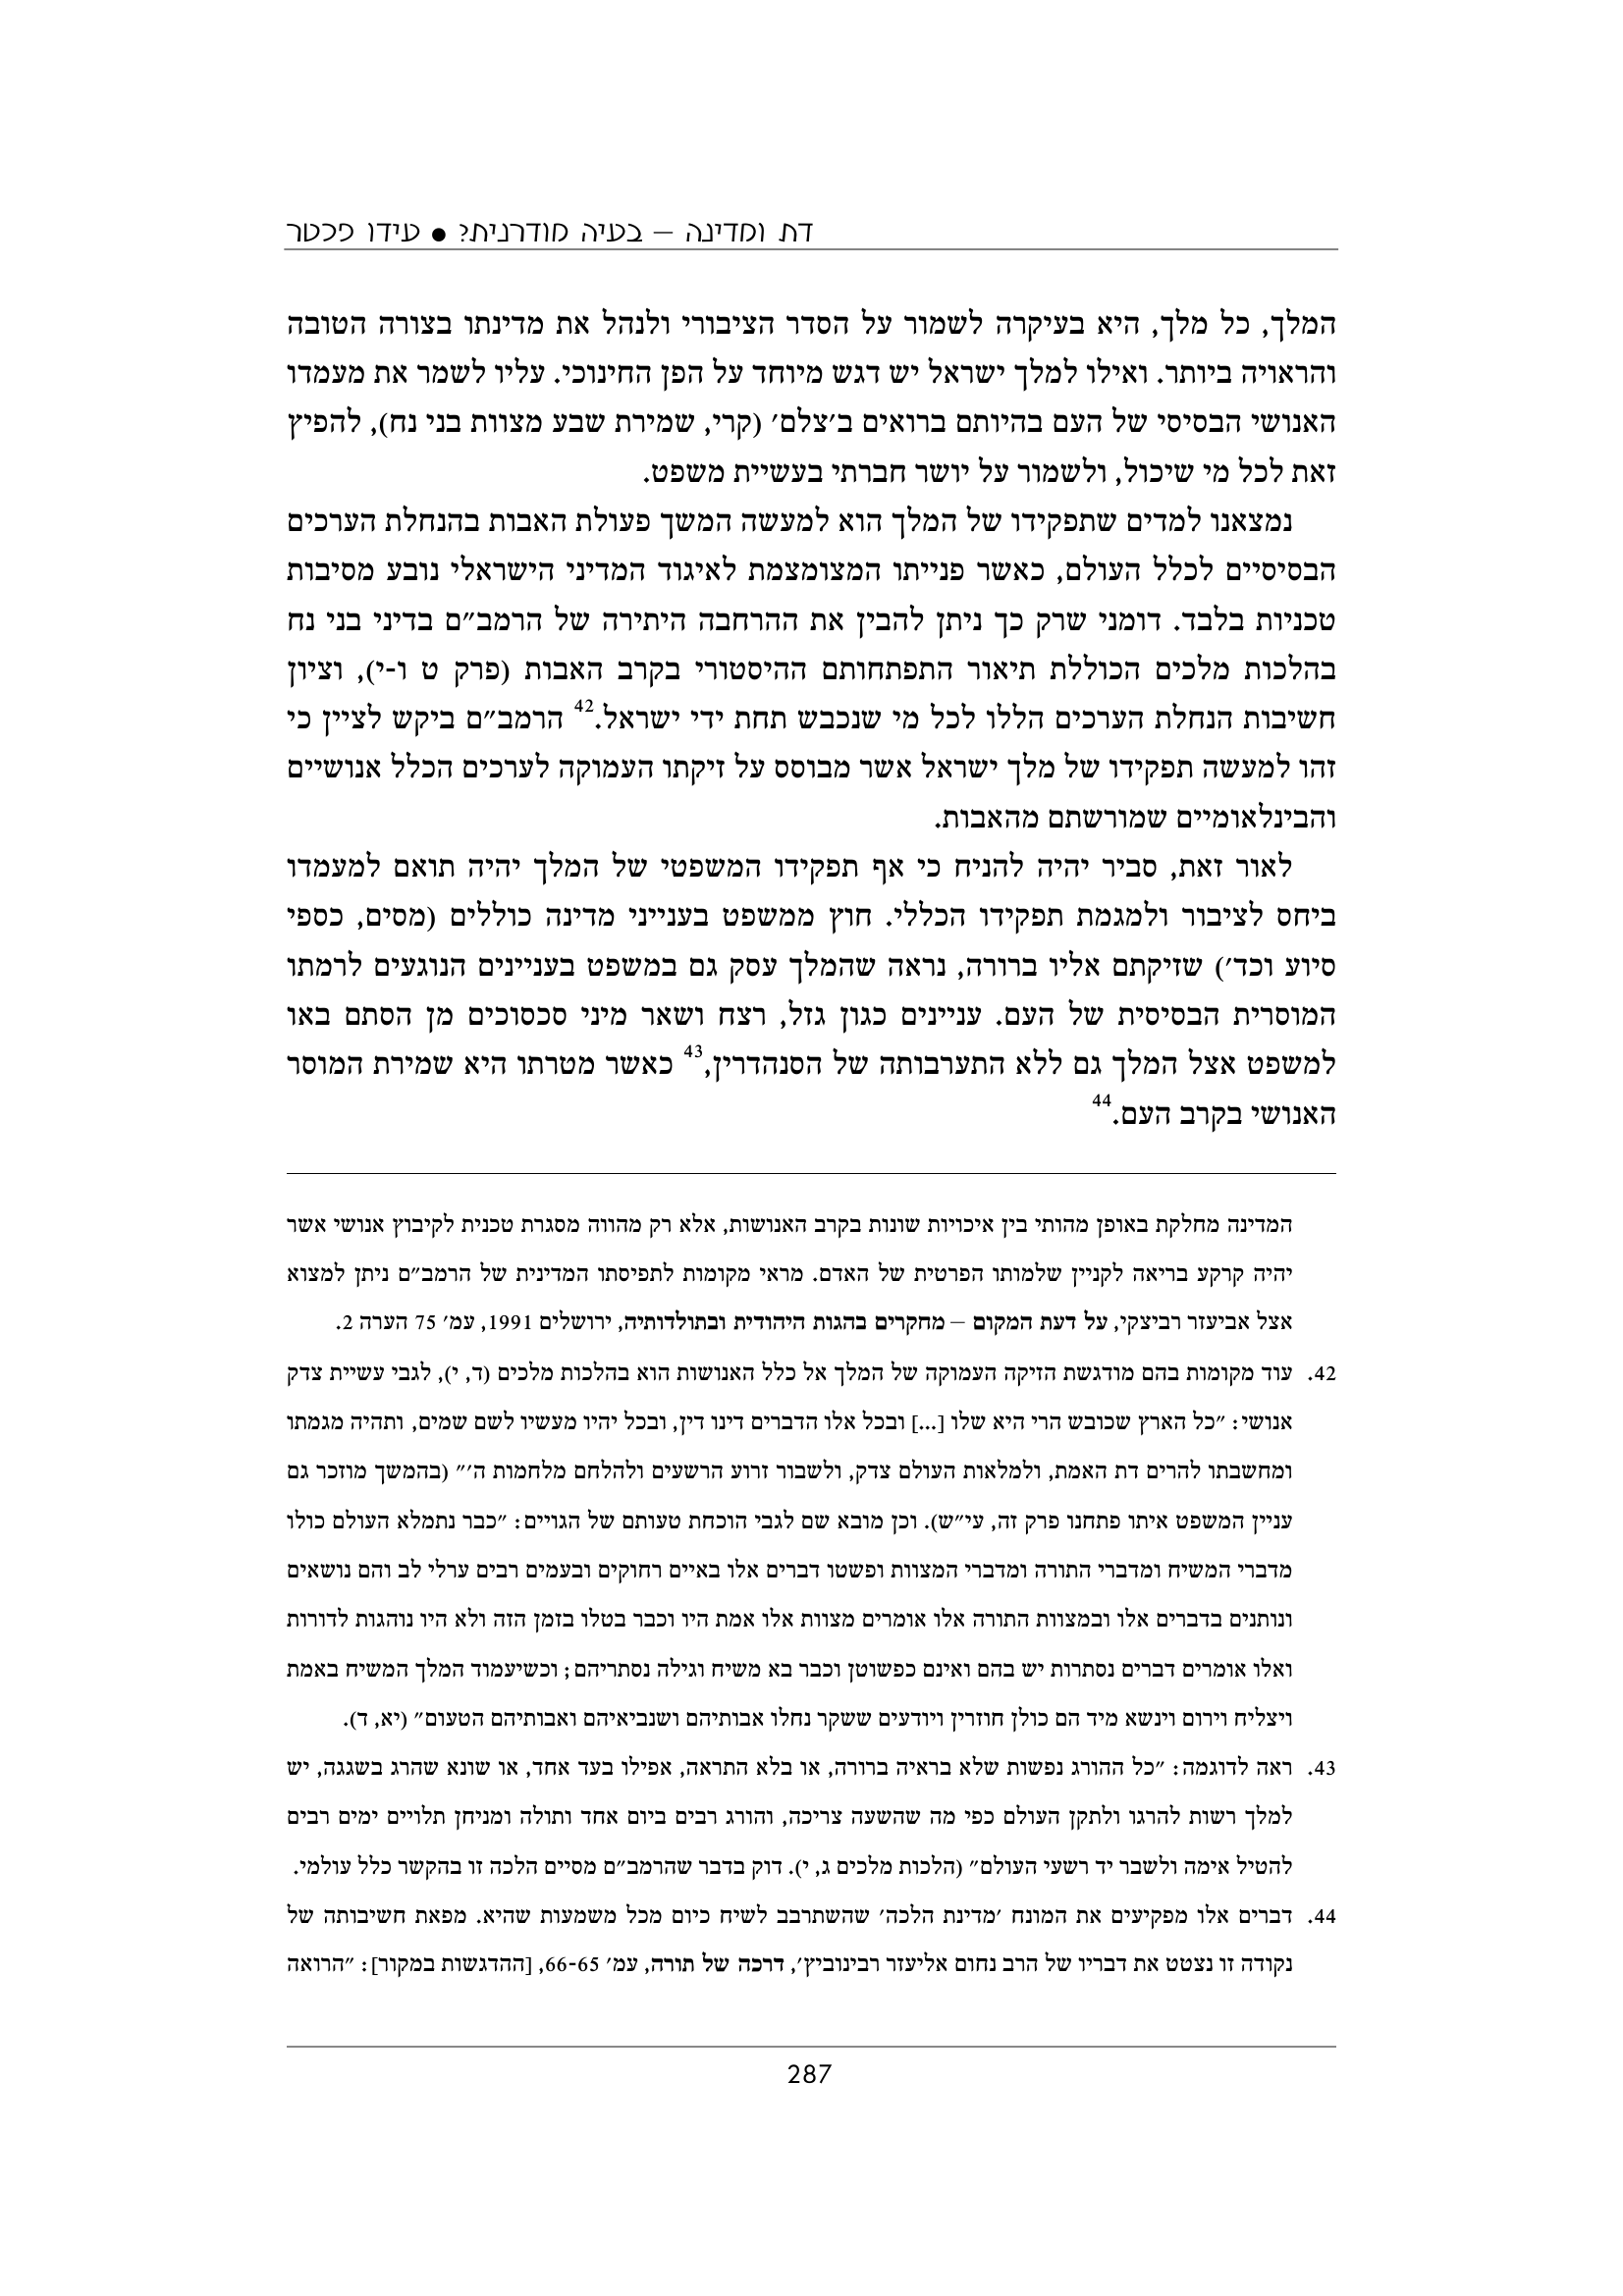 דת ומדינה – בעיה מודרנית? ● עידו פכטר
המלך, כל מלך, היא בעיקרה לשמור על הסדר הציבורי ולנהל את מדינתו בצורה הטובה
והראויה ביותר. ואילו למלך ישראל יש דגש מיוחד על הפן החינוכי. עליו לשמר את מעמדו
האנושי הבסיסי של העם בהיותם ברואים ב׳צלם׳ (קרי, שמירת שבע מצוות בני נח), להפיץ
זאת לכל מי שיכול, ולשמור על יושר חברתי בעשיית משפט.
נמצאנו למדים שתפקידו של המלך הוא למעשה המשך פעולת האבות בהנחלת הערכים
הבסיסיים לכלל העולם, כאשר פנייתו המצומצמת לאיגוד המדיני הישראלי נובע מסיבות
טכניות בלבד. דומני שרק כך ניתן להבין את ההרחבה היתירה של הרמב״ם בדיני בני נח
בהלכות מלכים הכוללת תיאור התפתחותם ההיסטורי בקרב האבות (פרק ט ו-י), וציון
חשיבות הנחלת הערכים הללו לכל מי שנכבש תחת ידי ישראל.42 הרמב״ם ביקש לציין כי
זהו למעשה תפקידו של מלך ישראל אשר מבוסס על זיקתו העמוקה לערכים הכלל אנושיים
והבינלאומיים שמורשתם מהאבות.
לאור זאת, סביר יהיה להניח כי אף תפקידו המשפטי של המלך יהיה תואם למעמדו
ביחס לציבור ולמגמת תפקידו הכללי. חוץ ממשפט בענייני מדינה כוללים (מסים, כספי
סיוע וכד׳) שזיקתם אליו ברורה, נראה שהמלך עסק גם במשפט בעניינים הנוגעים לרמתו
המוסרית הבסיסית של העם. עניינים כגון גזל, רצח ושאר מיני סכסוכים מן הסתם באו
למשפט אצל המלך גם ללא התערבותה של הסנהדרין,43 כאשר מטרתו היא שמירת המוסר
האנושי בקרב העם.44
המדינה מחלקת באופן מהותי בין איכויות שונות בקרב האנושות, אלא רק מהווה מסגרת טכנית לקיבוץ אנושי אשר
יהיה קרקע בריאה לקניין שלמותו הפרטית של האדם. מראי מקומות לתפיסתו המדינית של הרמב״ם ניתן למצוא
אצל אביעזר רביצקי, על דעת המקום – מחקרים בהגות היהודית ובתולדותיה, ירושלים 1991, עמ׳ 75 הערה 2.
42. עוד מקומות בהם מודגשת הזיקה העמוקה של המלך אל כלל האנושות הוא בהלכות מלכים (ד, י), לגבי עשיית צדק
אנושי: ״כל הארץ שכובש הרי היא שלו [...] ובכל אלו הדברים דינו דין, ובכל יהיו מעשיו לשם שמים, ותהיה מגמתו
ומחשבתו להרים דת האמת, ולמלאות העולם צדק, ולשבור זרוע הרשעים ולהלחם מלחמות ה׳״ (בהמשך מוזכר גם
עניין המשפט איתו פתחנו פרק זה, עי״ש). וכן מובא שם לגבי הוכחת טעותם של הגויים: ״כבר נתמלא העולם כולו
מדברי המשיח ומדברי התורה ומדברי המצוות ופשטו דברים אלו באיים רחוקים ובעמים רבים ערלי לב והם נושאים
ונותנים בדברים אלו ובמצוות התורה אלו אומרים מצוות אלו אמת היו וכבר בטלו בזמן הזה ולא היו נוהגות לדורות
ואלו אומרים דברים נסתרות יש בהם ואינם כפשוטן וכבר בא משיח וגילה נסתריהם; וכשיעמוד המלך המשיח באמת
ויצליח וירום וינשא מיד הם כולן חוזרין ויודעים ששקר נחלו אבותיהם ושנביאיהם ואבותיהם הטעום״ (יא, ד).
43. ראה לדוגמה: ״כל ההורג נפשות שלא בראיה ברורה, או בלא התראה, אפילו בעד אחד, או שונא שהרג בשגגה, יש
למלך רשות להרגו ולתקן העולם כפי מה שהשעה צריכה, והורג רבים ביום אחד ותולה ומניחן תלויים ימים רבים
להטיל אימה ולשבר יד רשעי העולם״ (הלכות מלכים ג, י). דוק בדבר שהרמב״ם מסיים הלכה זו בהקשר כלל עולמי.
44. דברים אלו מפקיעים את המונח ׳מדינת הלכה׳ שהשתרבב לשיח כיום מכל משמעות שהיא. מפאת חשיבותה של
נקודה זו נצטט את דבריו של הרב נחום אליעזר רבינוביץ׳, דרכה של תורה, עמ׳ 66-65, [ההדגשות במקור]: ״הרואה
287